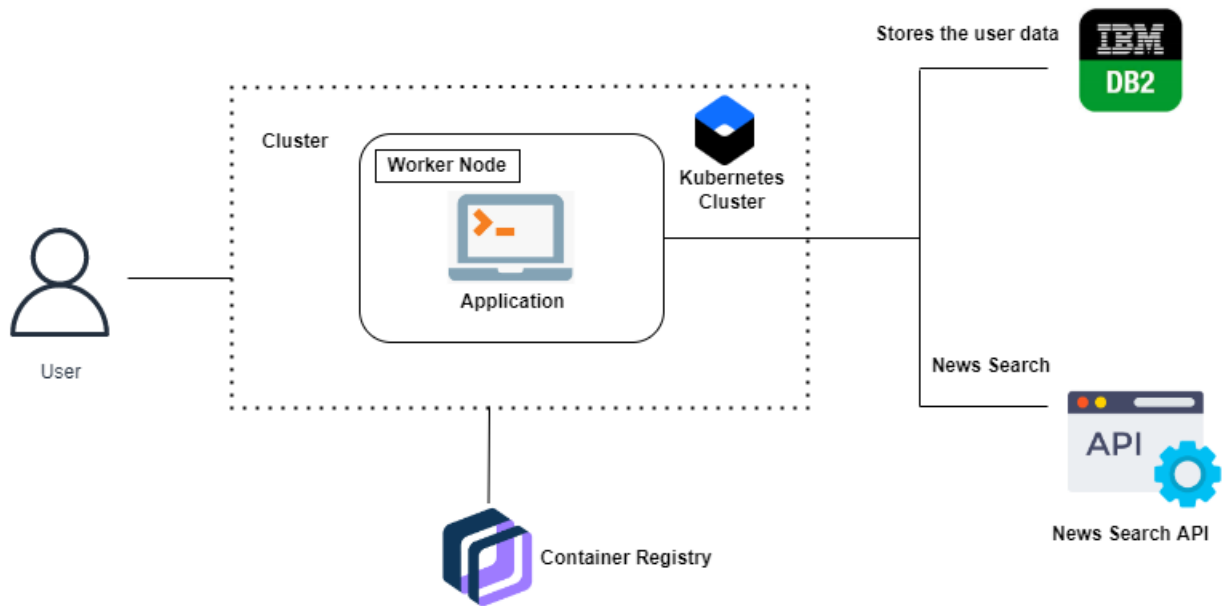 Stores the user data
IBM
DB2
Cluster
Worker Node
Kubernetes
Cluster
Application
User
News Search
API
News Search API
Container Registry